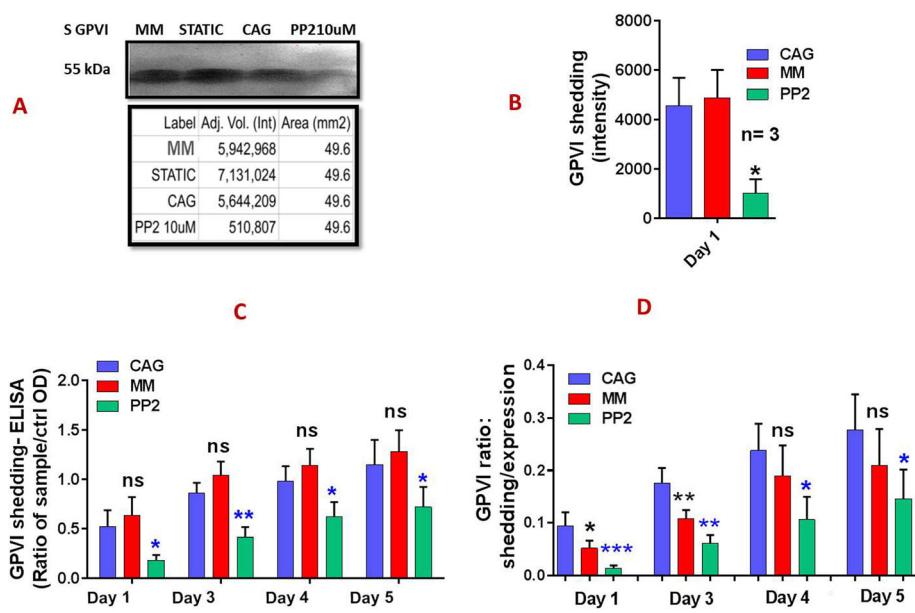 S GPVI MM STATIC CAG PP210uM
55 kDa
A
Label Adj. Vol. (Int) Area (mm2)
MM 5,942,968 49.6
STATIC 7,131,024 49.6
CAG 5,644,209 49.6
PP2 10uM 510,807 49.6
B
GPVI shedding
(intensity)
8000
6000
4000
2000
0
CAG
MM
PP2
n= 3
*
Day 1
C
GPVI shedding- ELISA
(Ratio of sample/ctrl OD)
2.0
1.5
1.0
0.5
0.0
CAG
MM
PP2
ns * ns ** ns * ns *
Day 1 Day 3 Day 4 Day 5
D
GPVI ratio:
shedding/expression
0.4
0.3
0.2
0.1
0.0
CAG
MM
PP2
* *** ** ** ns * ns *
Day 1 Day 3 Day 4 Day 5